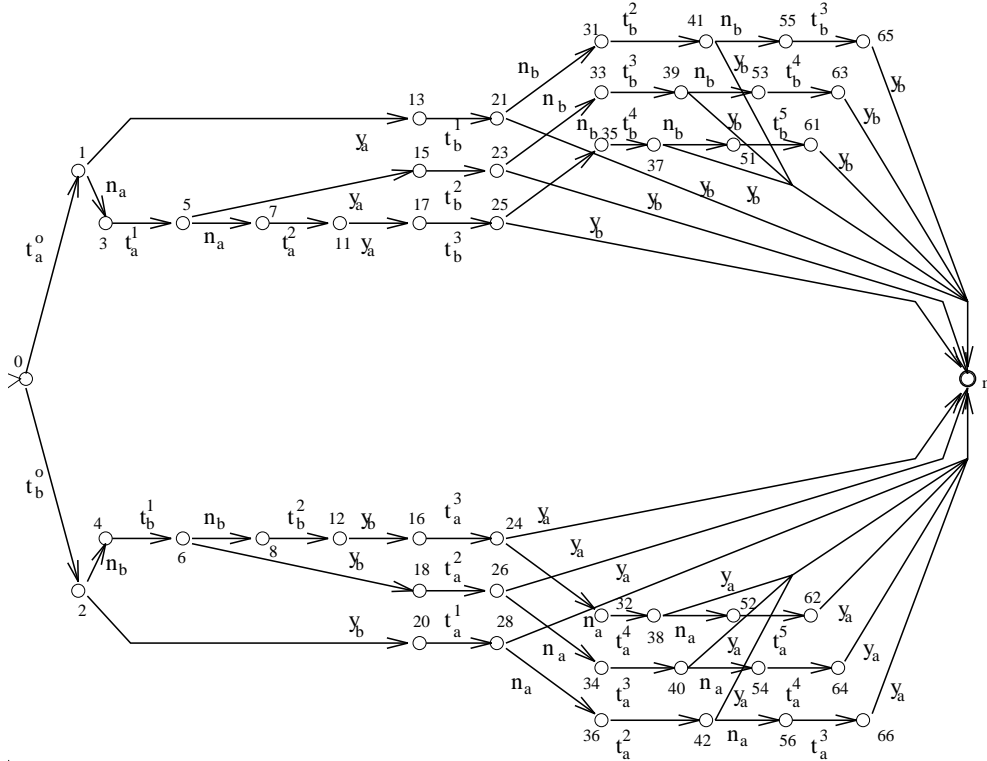 31 t_b^2 41 n_b 55 t_b^3 65
n_b y_b y_b
33 t_b^3 39 n_b 53 t_b^4 63
13 21 n_b y_b
y_a t_b^1 n_b 35 t_b^4 n_b y_b t_b^5 61
1 15 23 37 51 y_b
n_a y_a t_b^2 y_b y_b y_b
3 t_a^1 5 n_a 7 t_a^2 11 y_a 17 t_b^3 25 y_b
t_a^o
0
n
t_b^o
4 t_b^1 n_b t_b^2 12 y_b 16 t_a^3 24 y_a
n_b 6 8 y_b 18 t_a^2 26 y_a
2 y_b 20 t_a^1 28 y_a
n_a 32 y_a 52 62
t_a^4 38 n_a t_a^5 y_a
n_a 34 t_a^3 40 n_a y_a 54 t_a^4 64 y_a
n_a y_a y_a
36 t_a^2 42 n_a 56 t_a^3 66